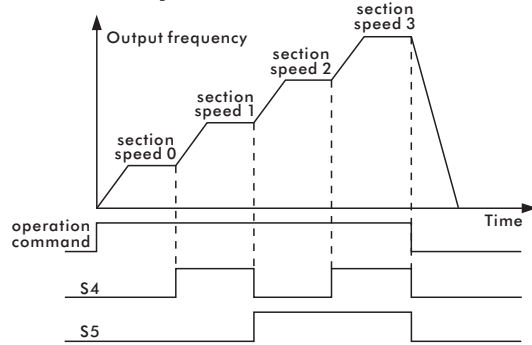 section
speed 3
Output frequency
section
speed 2
section
speed 1
section
speed 0
Time
operation
command
S4
S5